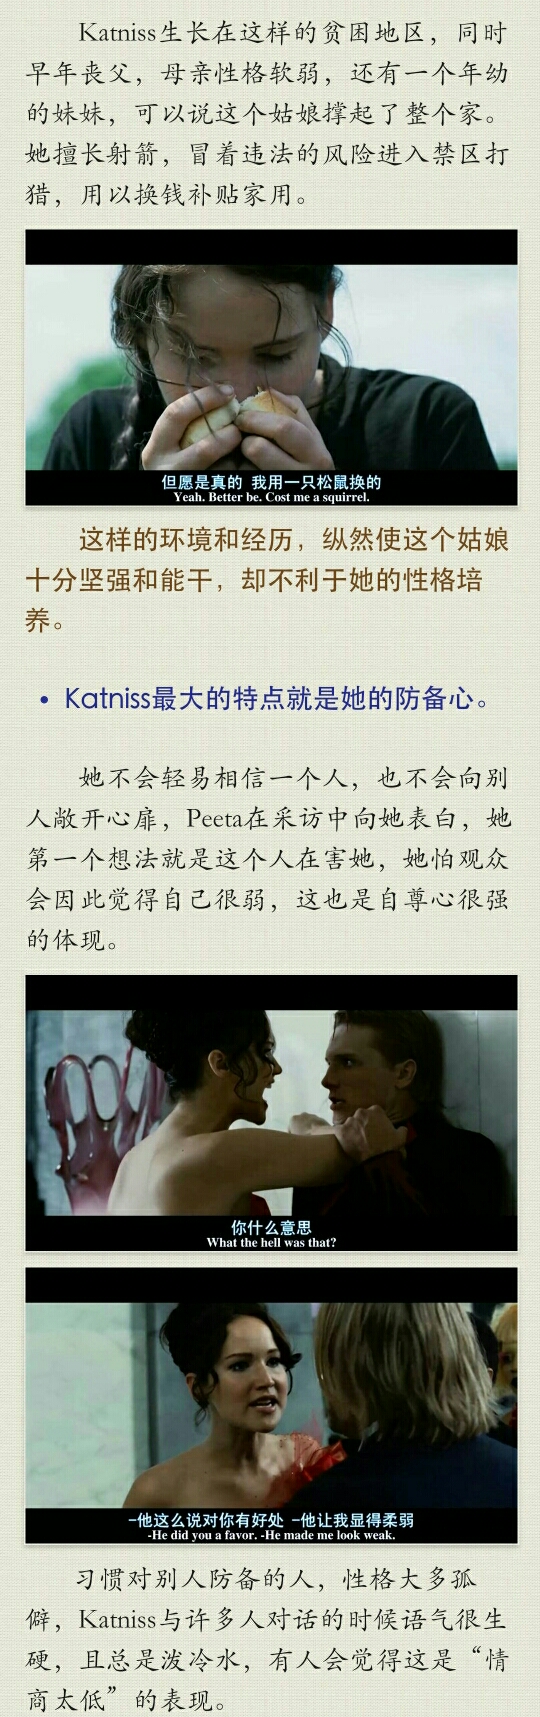 Katniss生长在这样的贫困地区，同时
早年丧父，母亲性格软弱，还有一个年幼
的妹妹，可以说这个姑娘撑起了整个家。
她擅长射箭，冒着违法的风险进入禁区打
猎，用以换钱补贴家用。
但愿是真的 我用一只松鼠换的
Yeah. Better be. Cost me a squirrel.
这样的环境和经历，纵然使这个姑娘
十分坚强和能干，却不利于她的性格培
养。
• Katniss最大的特点就是她的防备心。
她不会轻易相信一个人，也不会向别
人敞开心扉，Peeta在采访中向她表白，她
第一个想法就是这个人在害她，她怕观众
会因此觉得自己很弱，这也是自尊心很强
的体现。
你什么意思
What the hell was that?
-他这么说对你有好处 -他让我显得柔弱
-He did you a favor. -He made me look weak.
习惯对别人防备的人，性格大多孤
僻，Katniss与许多人对话的时候语气很生
硬，且总是泼冷水，有人会觉得这是“情
商太低”的表现。